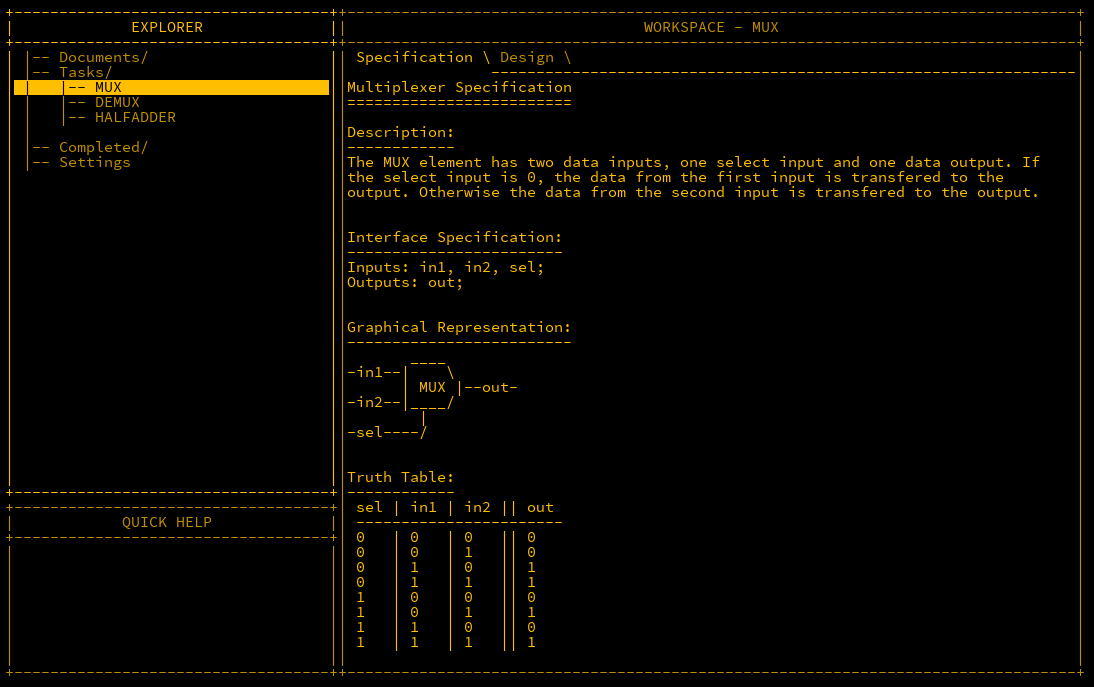 EXPLORER
|-- Documents/
|-- Tasks/
|-- MUX
|-- DEMUX
|-- HALFADDER
|-- Completed/
|-- Settings
QUICK HELP
WORKSPACE - MUX
Specification \ Design \
Multiplexer Specification
=========================
Description:
------------
The MUX element has two data inputs, one select input and one data output. If
the select input is 0, the data from the first input is transfered to the
output. Otherwise the data from the second input is transfered to the output.
Interface Specification:
------------------------
Inputs: in1, in2, sel;
Outputs: out;
Graphical Representation:
-------------------------
       ____
-in1--|    \
      | MUX |--out-
-in2--|____/
        |
-sel----/
Truth Table:
------------
sel | in1 | in2 || out
-----------------------
0 | 0 | 0 || 0
0 | 0 | 1 || 0
0 | 1 | 0 || 1
0 | 1 | 1 || 1
1 | 0 | 0 || 0
1 | 0 | 1 || 1
1 | 1 | 0 || 0
1 | 1 | 1 || 1